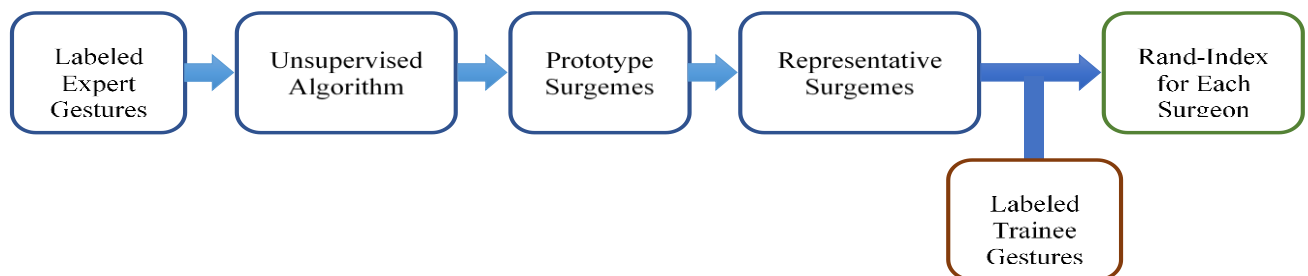 Labeled
Expert
Gestures
Unsupervised
Algorithm
Prototype
Surgemes
Representative
Surgemes
Rand-Index
for Each
Surgeon
Labeled
Trainee
Gestures